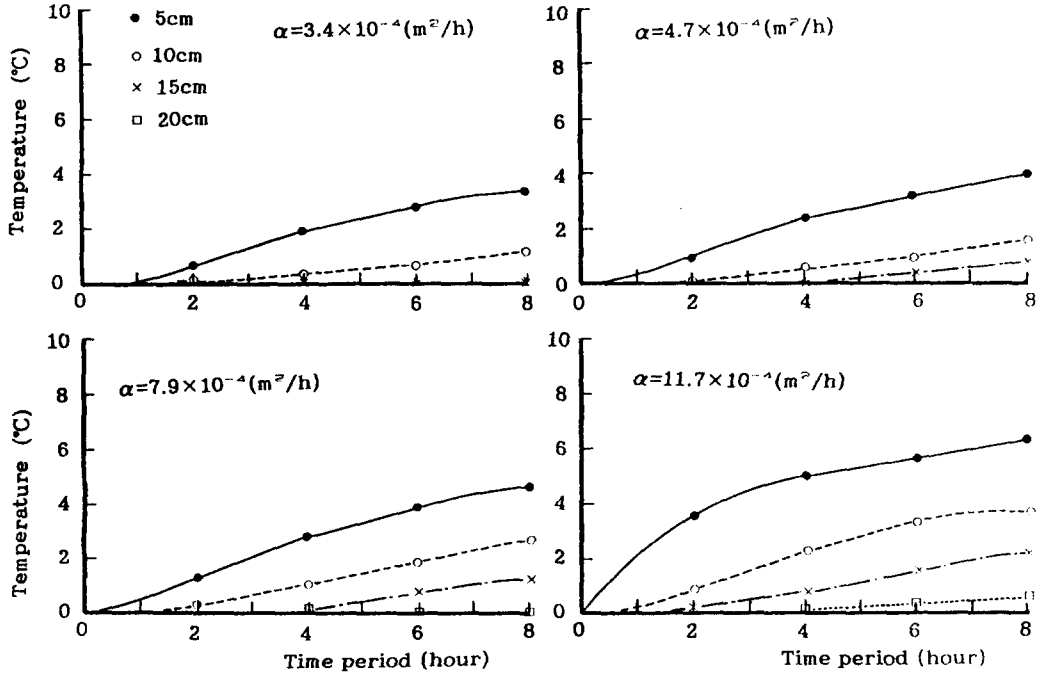 10
8
6
4
2
0
Temperature (°C)
5cm
10cm
15cm
20cm
α=3.4×10⁻⁴(m²/h)
0 2 4 6 8
10
8
6
4
2
0
α=4.7×10⁻⁴(m²/h)
0 2 4 6 8
10
8
6
4
2
0
Temperature (°C)
α=7.9×10⁻⁴(m²/h)
0 2 4 6 8
Time period (hour)
10
8
6
4
2
0
α=11.7×10⁻⁴(m²/h)
0 2 4 6 8
Time period (hour)